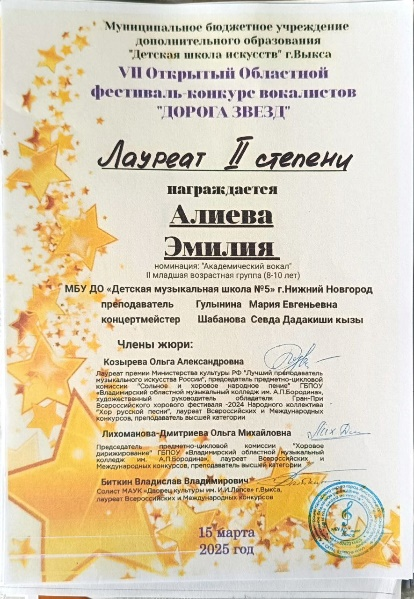 Муниципальное бюджетное учреждение
дополнительного образования
"Детская школа искусств" г.Выкса
VII Открытый Областной
фестиваль-конкурс вокалистов
"ДОРОГА ЗВЕЗД"
Лауреат II степени
награждается
Алиева
Эмилия
номинация: "Академический вокал"
II младшая возрастная группа (8-10 лет)
МБУ ДО «Детская музыкальная школа №5» г.Нижний Новгород
преподаватель Гулынина Мария Евгеньевна
концертмейстер Шабанова Севда Дадакиши кызы
Члены жюри:
Козырева Ольга Александровна
Лауреат премии Министерства культуры РФ "Лучший преподаватель
музыкального искусства России", председатель предметно-цикловой
комиссии "Сольное и хоровое народное пение" ГБПОУ
«Владимирский областной музыкальный колледж им. А.П.Бородина»,
художественный руководитель обладателя Гран-При
Всероссийского хорового фестиваля -2024 Народного коллектива
"Хор русской песни", лауреат Всероссийских и Международных
конкурсов, преподаватель высшей категории
Лихоманова-Дмитриева Ольга Михайловна
Председатель предметно-цикловой комиссии - "Хоровое
дирижирование" ГБПОУ «Владимирский областной музыкальный
колледж им. А.П.Бородина», лауреат Всероссийских и
Международных конкурсов, преподаватель высшей категории
Биткин Владислав Владимирович
Солист МАУК «Дворец культуры им. И.И.Лепсе» г.Выкса,
лауреат Всероссийских и Международных конкурсов
15 марта
2025 год